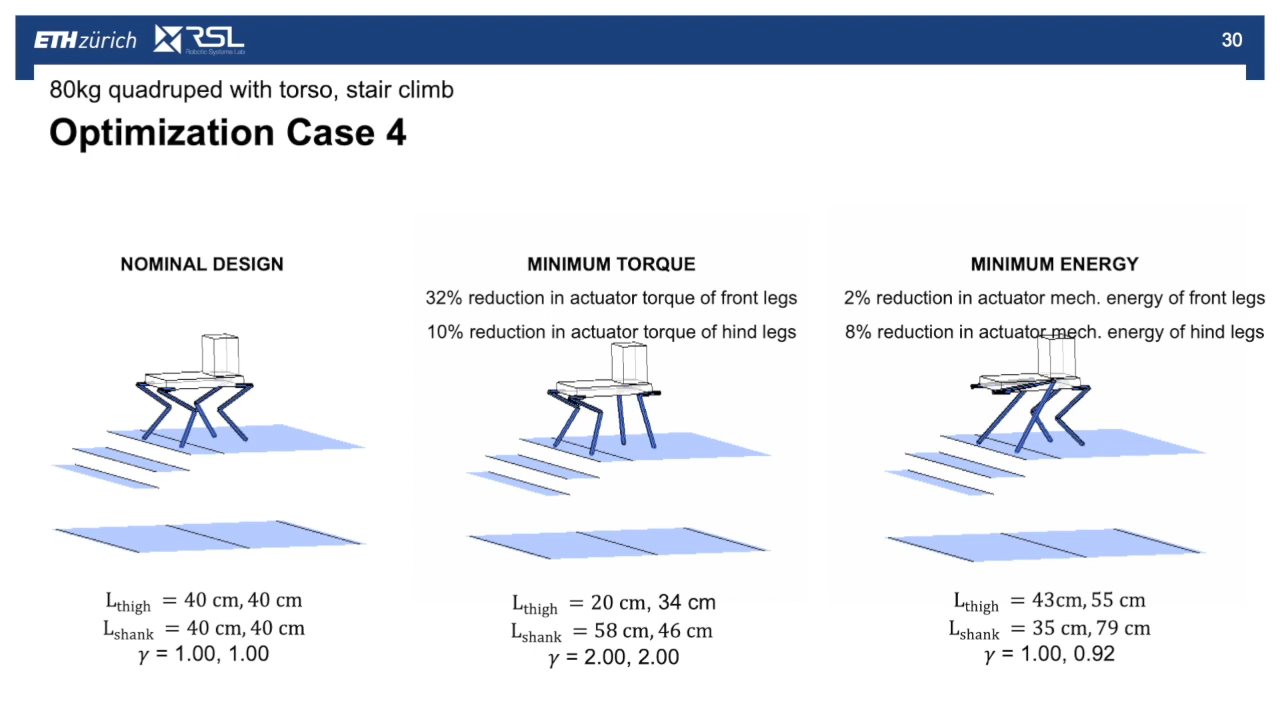 ETH zürich RSL
Robotic Systems Lab
30
80kg quadruped with torso, stair climb
Optimization Case 4
NOMINAL DESIGN
L_thigh = 40 cm, 40 cm
L_shank = 40 cm, 40 cm
γ = 1.00, 1.00
MINIMUM TORQUE
32% reduction in actuator torque of front legs
10% reduction in actuator torque of hind legs
L_thigh = 20 cm, 34 cm
L_shank = 58 cm, 46 cm
γ = 2.00, 2.00
MINIMUM ENERGY
2% reduction in actuator mech. energy of front legs
8% reduction in actuator mech. energy of hind legs
L_thigh = 43cm, 55 cm
L_shank = 35 cm, 79 cm
γ = 1.00, 0.92